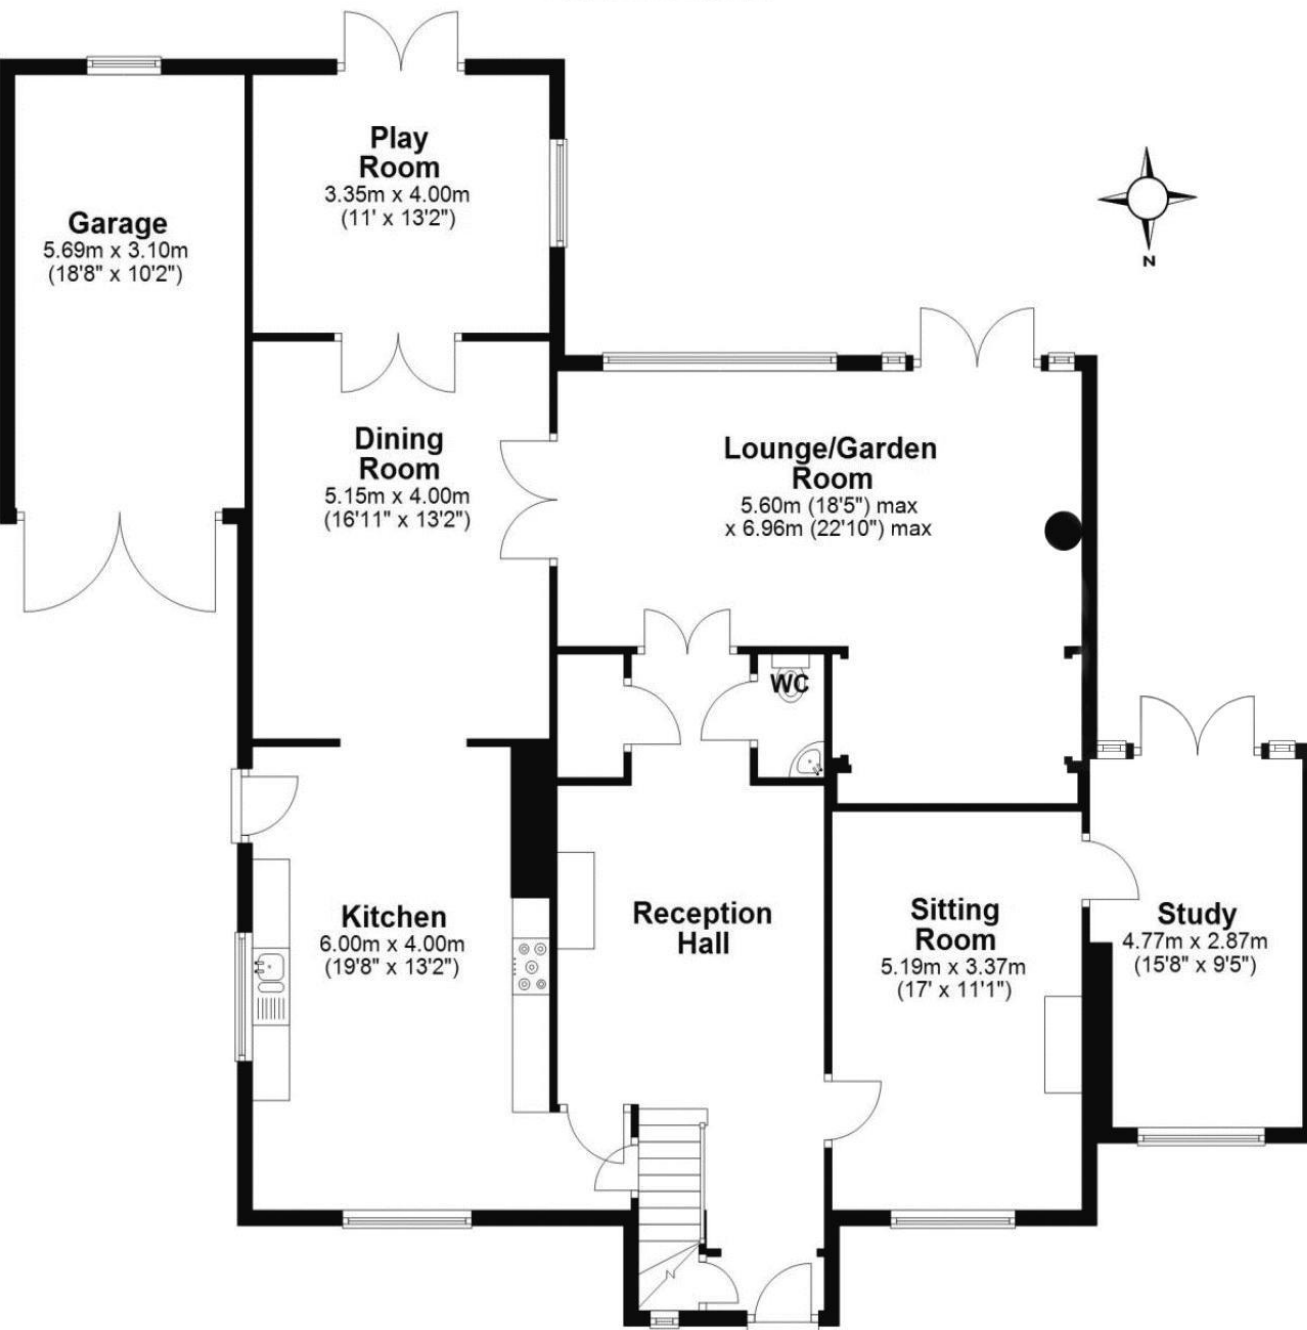 Play
Room
3.35m x 4.00m
(11' x 13'2")
Garage
5.69m x 3.10m
(18'8" x 10'2")
N
Dining
Room
5.15m x 4.00m
(16'11" x 13'2")
Lounge/Garden
Room
5.60m (18'5") max
x 6.96m (22'10") max
WC
Kitchen
6.00m x 4.00m
(19'8" x 13'2")
Reception
Hall
Sitting
Room
5.19m x 3.37m
(17' x 11'1")
Study
4.77m x 2.87m
(15'8" x 9'5")